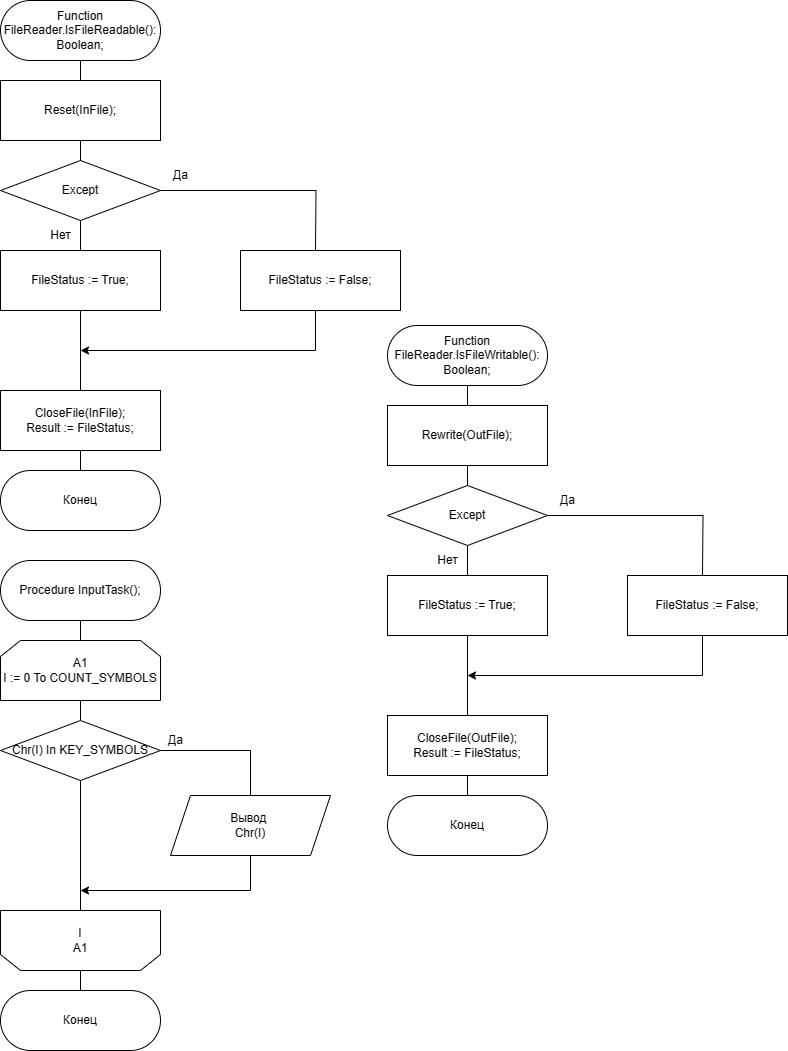 Function
FileReader.IsFileReadable():
Boolean;
Reset(InFile);
Except
Да
Нет
FileStatus := True;
FileStatus := False;
CloseFile(InFile);
Result := FileStatus;
Конец
Function
FileReader.IsFileWritable():
Boolean;
Rewrite(OutFile);
Except
Да
Нет
FileStatus := True;
FileStatus := False;
CloseFile(OutFile);
Result := FileStatus;
Конец
Procedure InputTask();
A1
I := 0 To COUNT_SYMBOLS
Chr(I) In KEY_SYMBOLS
Да
Вывод
Chr(I)
I
A1
Конец